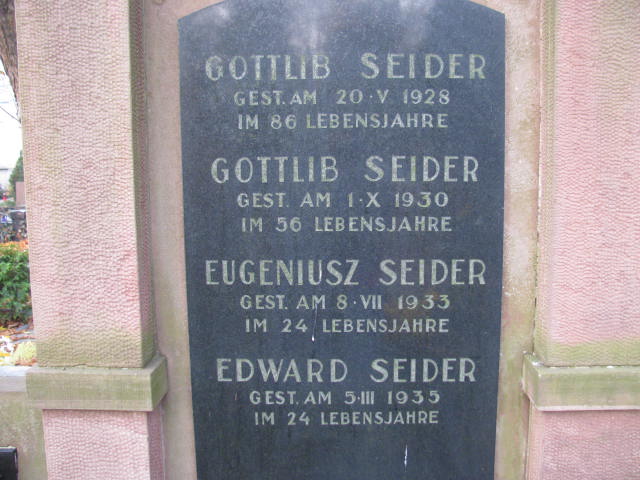 GOTTLIB SEIDER
GEST. AM 20·V 1928
IM 86 LEBENSJAHRE
GOTTLIB SEIDER
GEST. AM 1·X 1930
IM 56 LEBENSJAHRE
EUGENIUSZ SEIDER
GEST. AM 8·VII 1933
IM 24 LEBENSJAHRE
EDWARD SEIDER
GEST. AM 5·III 1935
IM 24 LEBENSJAHRE